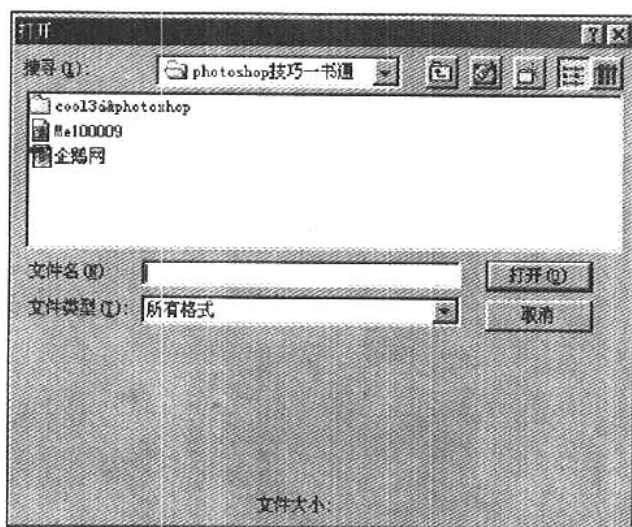 打开
搜寻(I): photoshop技巧一书通
cool3d&photoshop
Me100009
企鹅网
文件名(N) 打开(O)
文件类型(T): 所有格式 取消
文件大小: